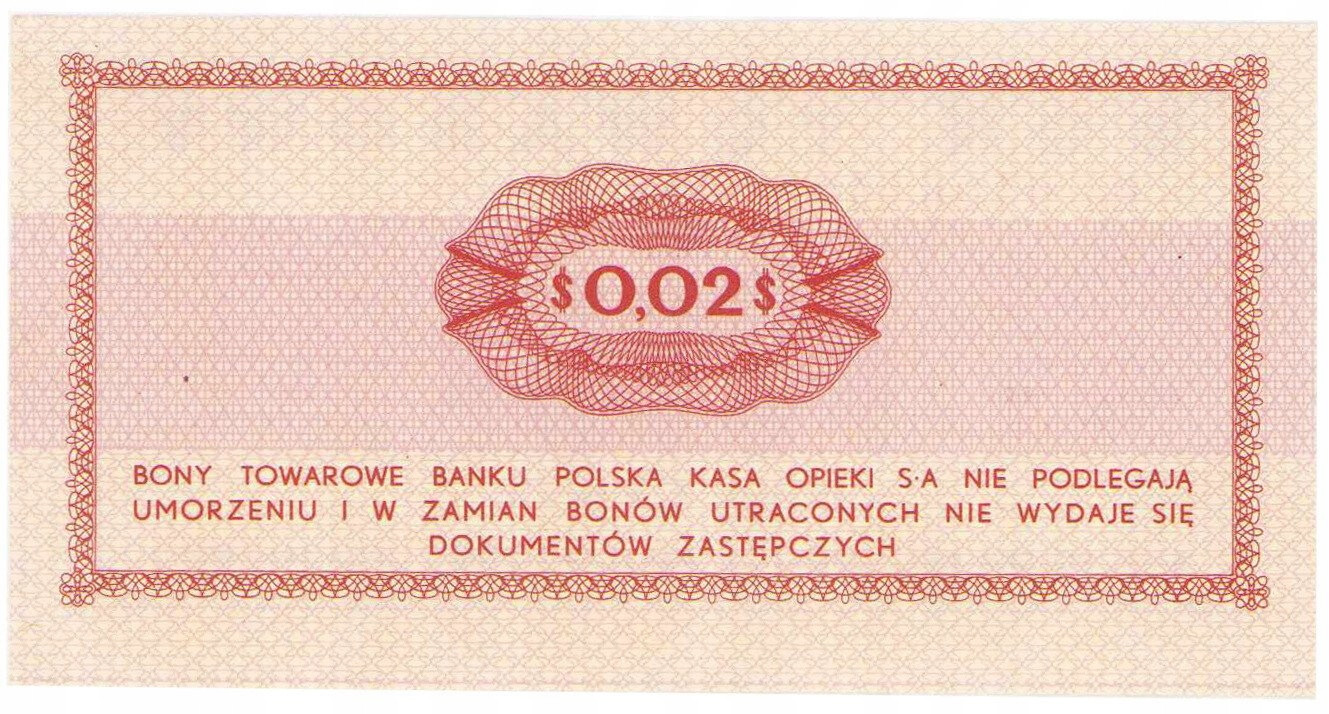 $ 0,02 $
BONY TOWAROWE BANKU POLSKA KASA OPIEKI S·A NIE PODLEGAJĄ
UMORZENIU I W ZAMIAN BONÓW UTRACONYCH NIE WYDAJE SIĘ
DOKUMENTÓW ZASTĘPCZYCH